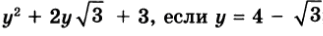 y² + 2y√3 + 3, если y = 4 − √3